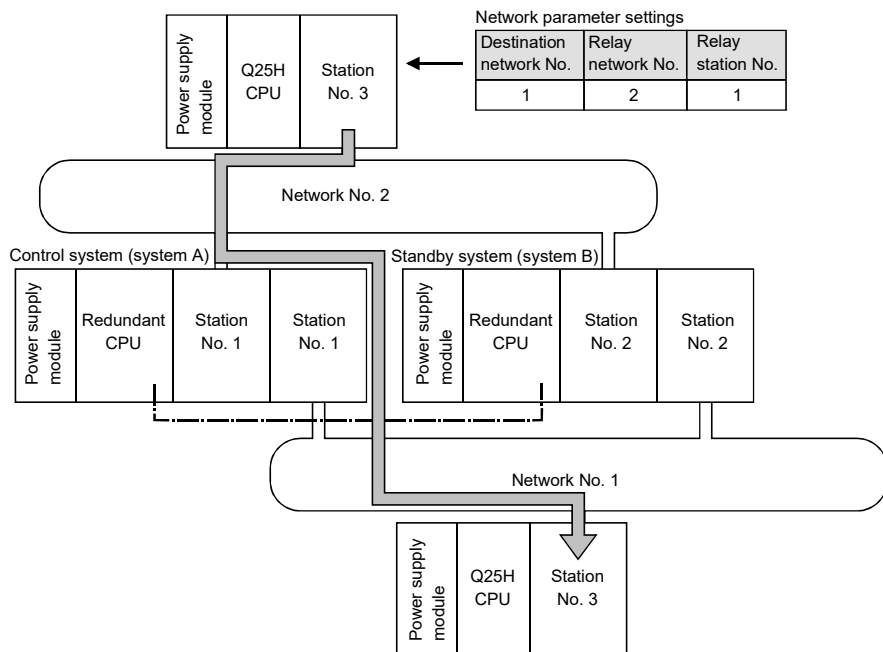 Network parameter settings
Destination network No.
Relay network No.
Relay station No.
1
2
1
Power supply module
Q25H CPU
Station No. 3
Network No. 2
Control system (system A)
Standby system (system B)
Power supply module
Redundant CPU
Station No. 1
Station No. 1
Power supply module
Redundant CPU
Station No. 2
Station No. 2
Network No. 1
Power supply module
Q25H CPU
Station No. 3